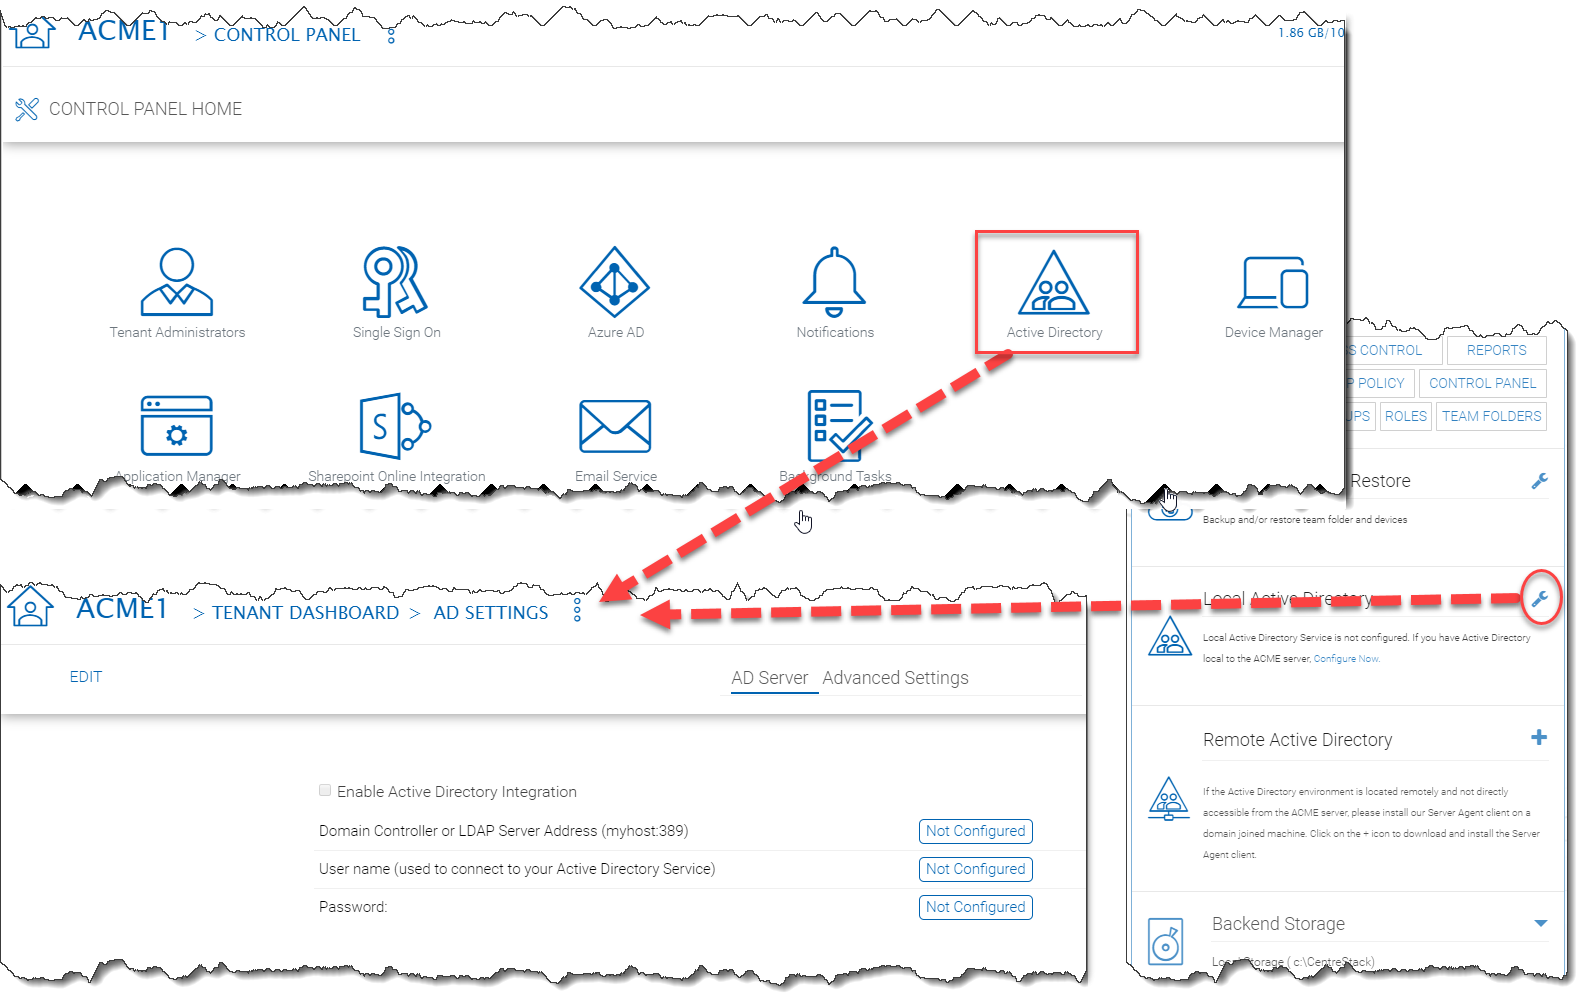 ACME1 > CONTROL PANEL
1.86 GB/10
CONTROL PANEL HOME
Tenant Administrators
Single Sign On
Azure AD
Notifications
Active Directory
Device Manager
Application Manager
Sharepoint Online Integration
Email Service
Background Tasks
S CONTROL
REPORTS
P POLICY
CONTROL PANEL
UPS
ROLES
TEAM FOLDERS
Restore
Backup and/or restore team folder and devices
Local Active Directory
Local Active Directory Service is not configured. If you have Active Directory
local to the ACME server, Configure Now.
Remote Active Directory
If the Active Directory environment is located remotely and not directly
accessible from the ACME server, please install our Server Agent client on a
domain joined machine. Click on the + icon to download and install the Server
Agent client.
Backend Storage
Local Storage ( c:\CentreStack)
ACME1 > TENANT DASHBOARD > AD SETTINGS
EDIT
AD Server
Advanced Settings
Enable Active Directory Integration
Domain Controller or LDAP Server Address (myhost:389)
Not Configured
User name (used to connect to your Active Directory Service)
Not Configured
Password:
Not Configured